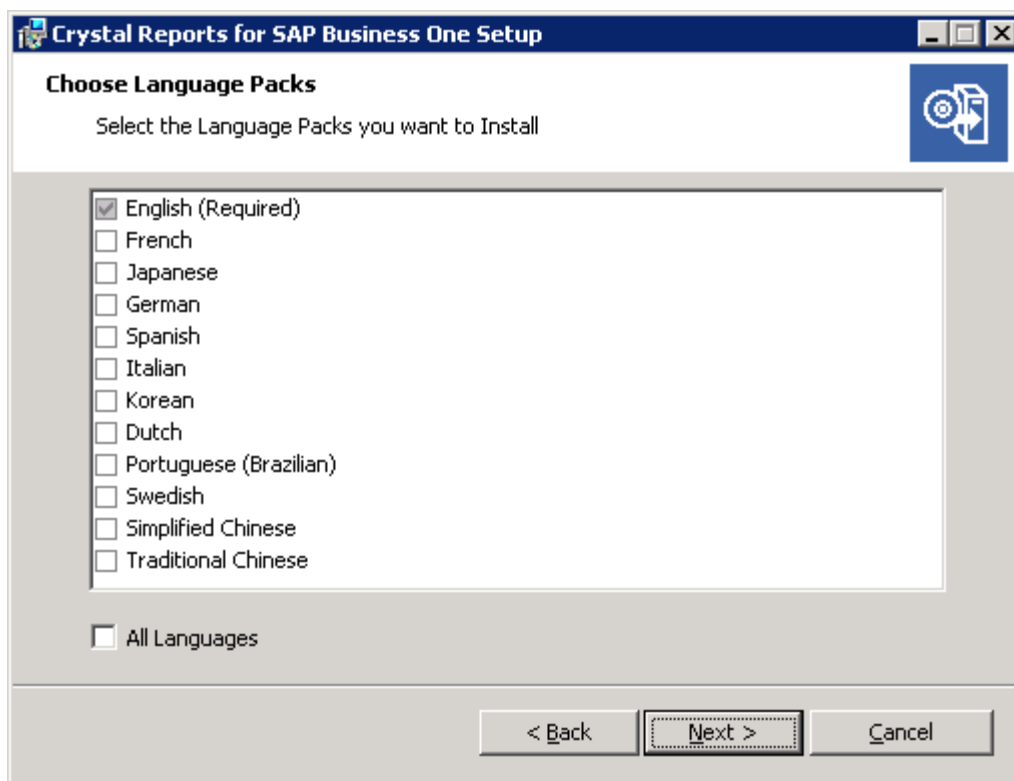 Crystal Reports for SAP Business One Setup
Choose Language Packs
Select the Language Packs you want to Install
English (Required)
French
Japanese
German
Spanish
Italian
Korean
Dutch
Portuguese (Brazilian)
Swedish
Simplified Chinese
Traditional Chinese
All Languages
< Back Next > Cancel